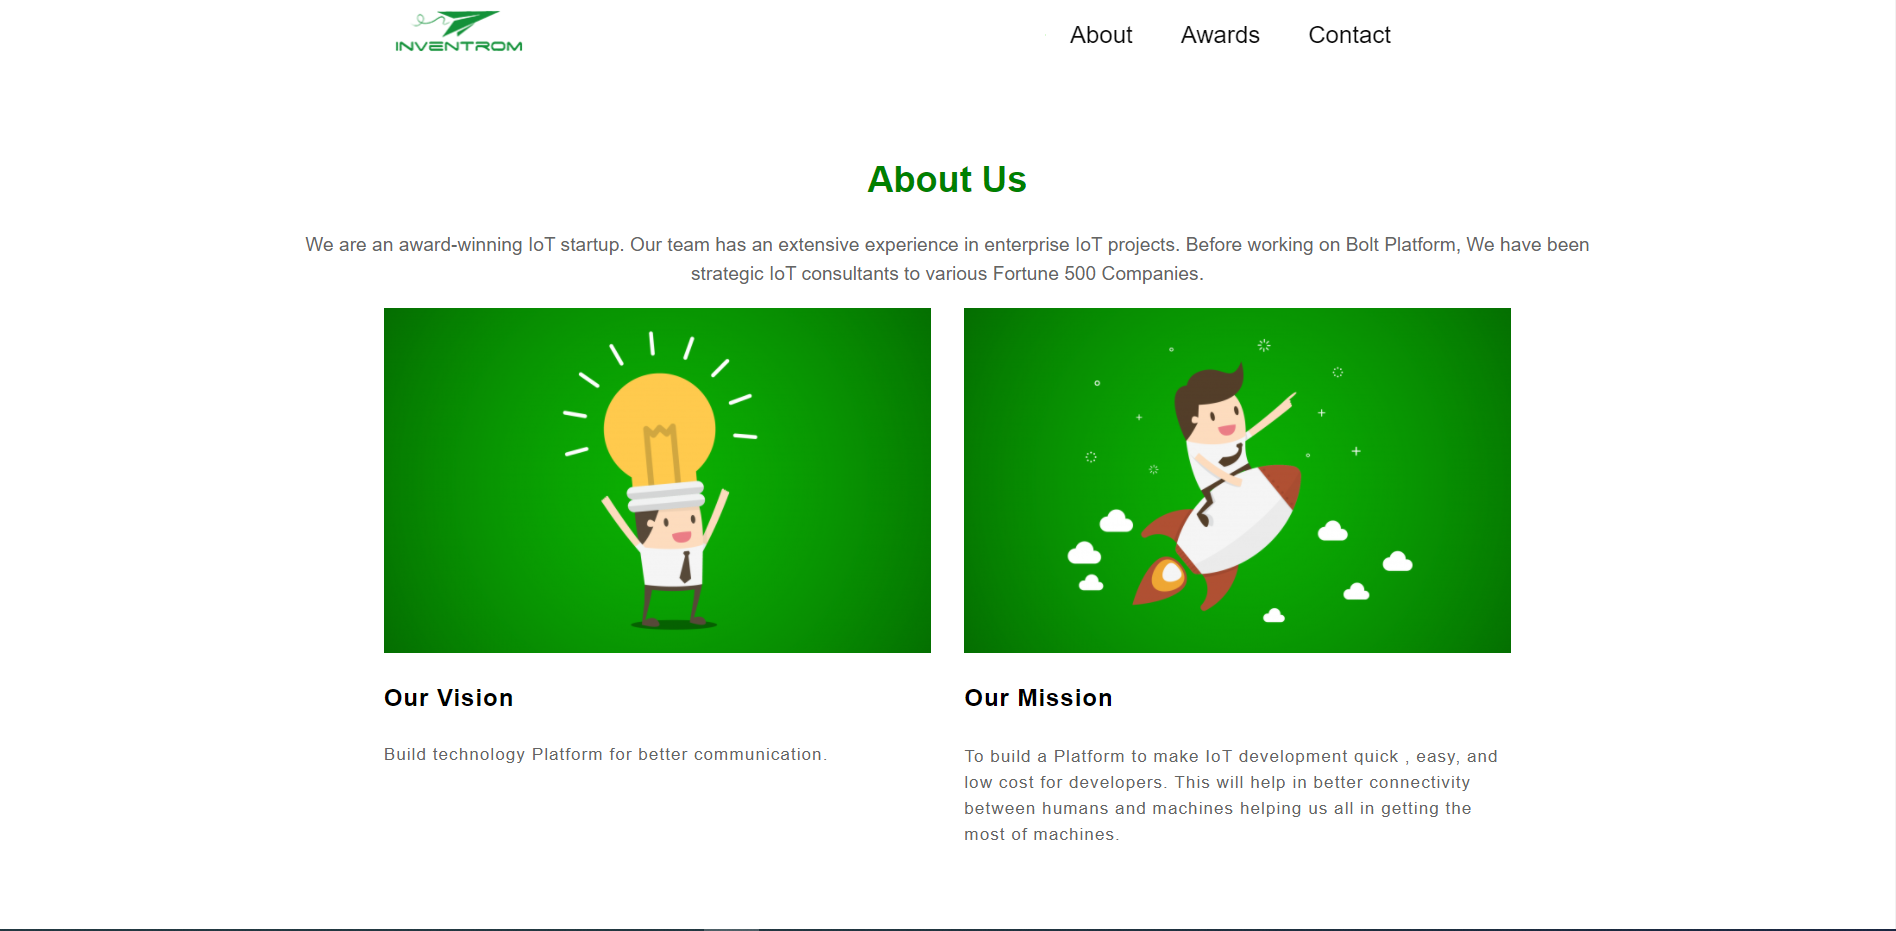 INVENTROM
About Awards Contact
About Us
We are an award-winning IoT startup. Our team has an extensive experience in enterprise IoT projects. Before working on Bolt Platform, We have been
strategic IoT consultants to various Fortune 500 Companies.
Our Vision
Build technology Platform for better communication.
Our Mission
To build a Platform to make IoT development quick , easy, and
low cost for developers. This will help in better connectivity
between humans and machines helping us all in getting the
most of machines.